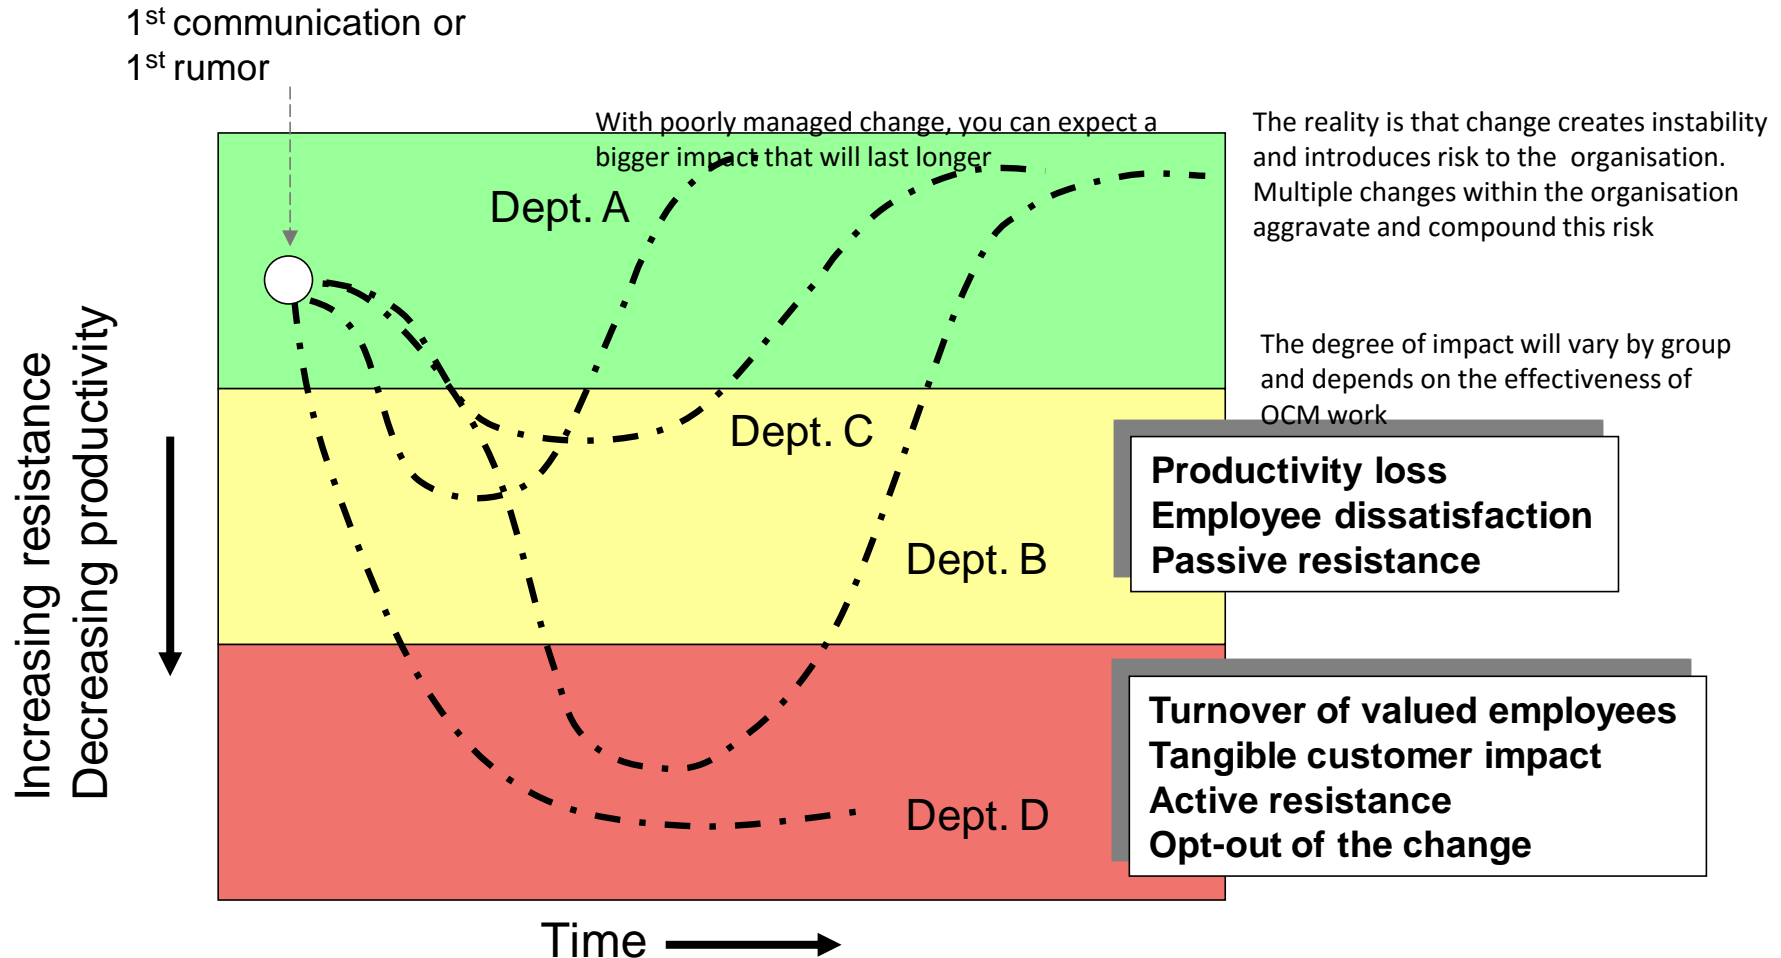 1st communication or
1st rumor
With poorly managed change, you can expect a
bigger impact that will last longer
The reality is that change creates instability
and introduces risk to the organisation.
Multiple changes within the organisation
aggravate and compound this risk
Dept. A
The degree of impact will vary by group
and depends on the effectiveness of
OCM work
Dept. C
Productivity loss
Employee dissatisfaction
Passive resistance
Dept. B
Increasing resistance
Decreasing productivity
Turnover of valued employees
Tangible customer impact
Active resistance
Opt-out of the change
Dept. D
Time